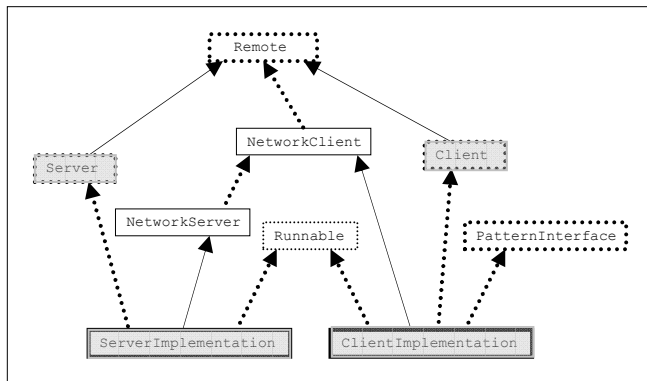 Remote
NetworkClient
Server
Client
NetworkServer
Runnable
PatternInterface
ServerImplementation
ClientImplementation